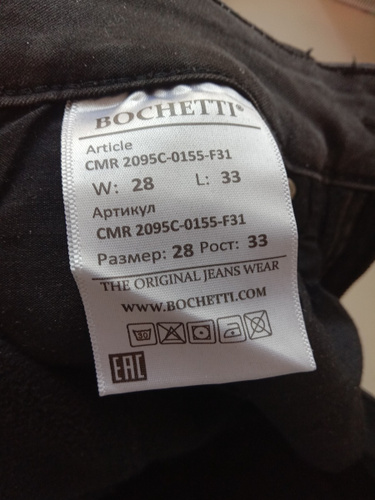 BOCHETTI®
Article
CMR 2095C-0155-F31
W: 28 L: 33
Артикул
CMR 2095C-0155-F31
Размер: 28 Рост: 33
THE ORIGINAL JEANS WEAR
WWW.BOCHETTI.COM
30
EAC